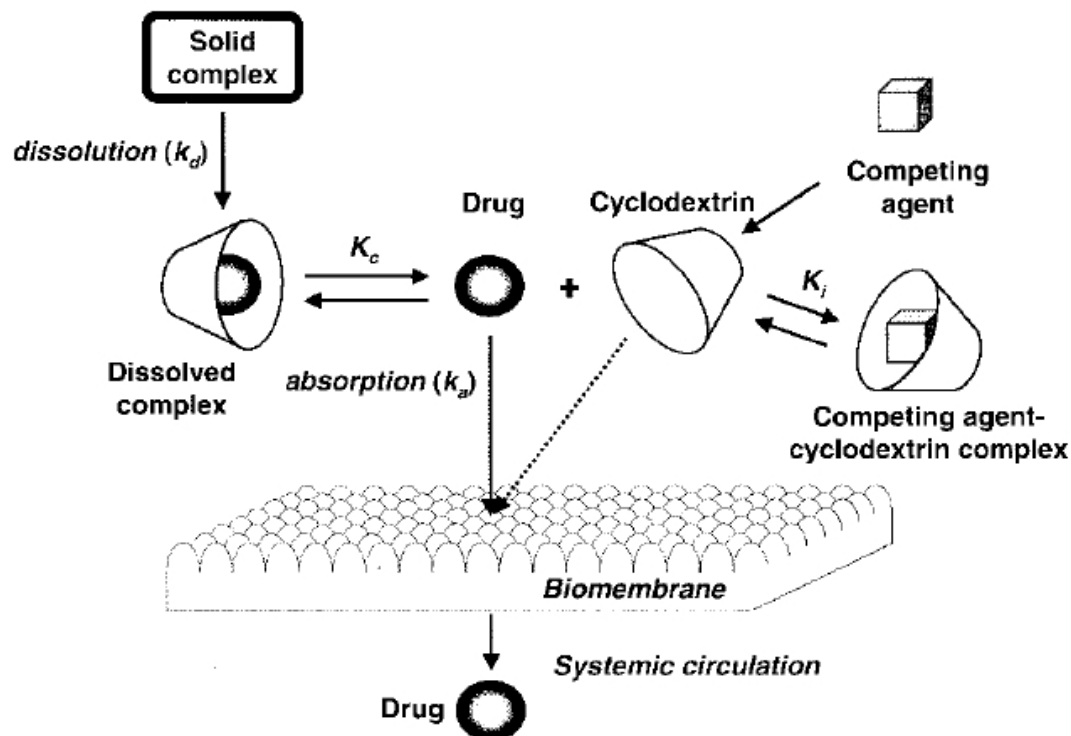 Solid
complex
dissolution (kd)
Competing
agent
Drug
Cyclodextrin
Kc
+
Ki
Dissolved
complex
absorption (ka)
Competing agent-
cyclodextrin complex
Biomembrane
Systemic circulation
Drug